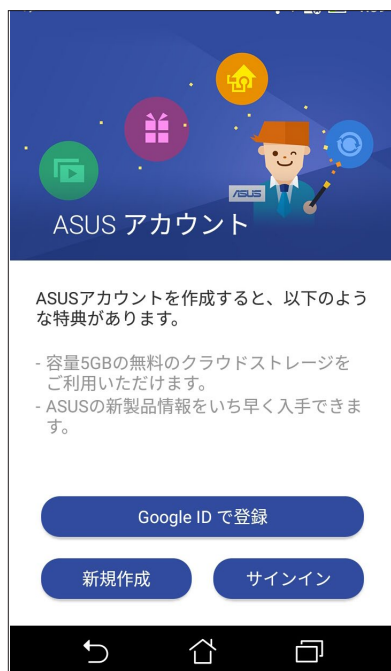 ASUS
ASUS アカウント
ASUSアカウントを作成すると、以下のよう
な特典があります。
- 容量5GBの無料のクラウドストレージを
ご利用いただけます。
- ASUSの新製品情報をいち早く入手できま
す。
Google ID で登録
新規作成
サインイン